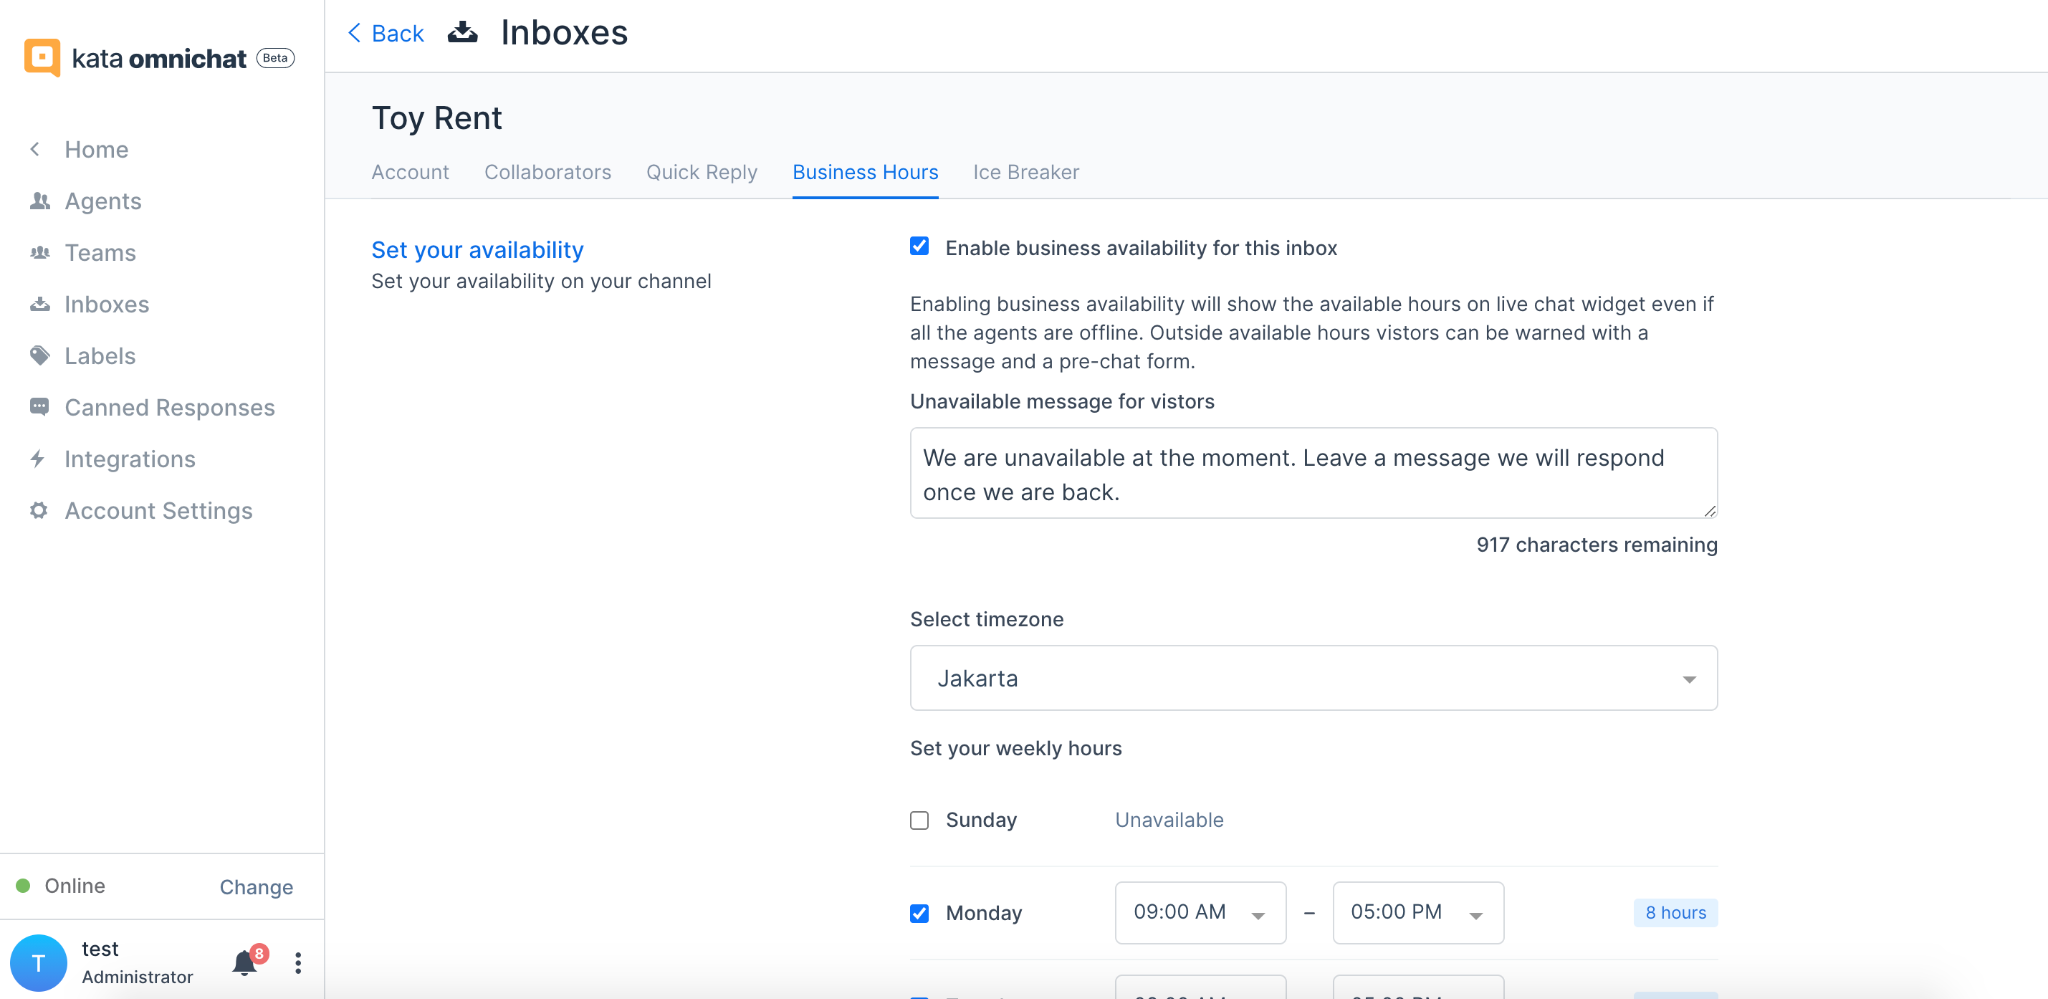 kata omnichat Beta
Home
Agents
Teams
Inboxes
Labels
Canned Responses
Integrations
Account Settings
Online Change
T test 8
Administrator
Back Inboxes
Toy Rent
Account Collaborators Quick Reply Business Hours Ice Breaker
Set your availability
Set your availability on your channel
Enable business availability for this inbox
Enabling business availability will show the available hours on live chat widget even if
all the agents are offline. Outside available hours vistors can be warned with a
message and a pre-chat form.
Unavailable message for vistors
We are unavailable at the moment. Leave a message we will respond
once we are back.
917 characters remaining
Select timezone
Jakarta
Set your weekly hours
Sunday Unavailable
Monday 09:00 AM – 05:00 PM 8 hours